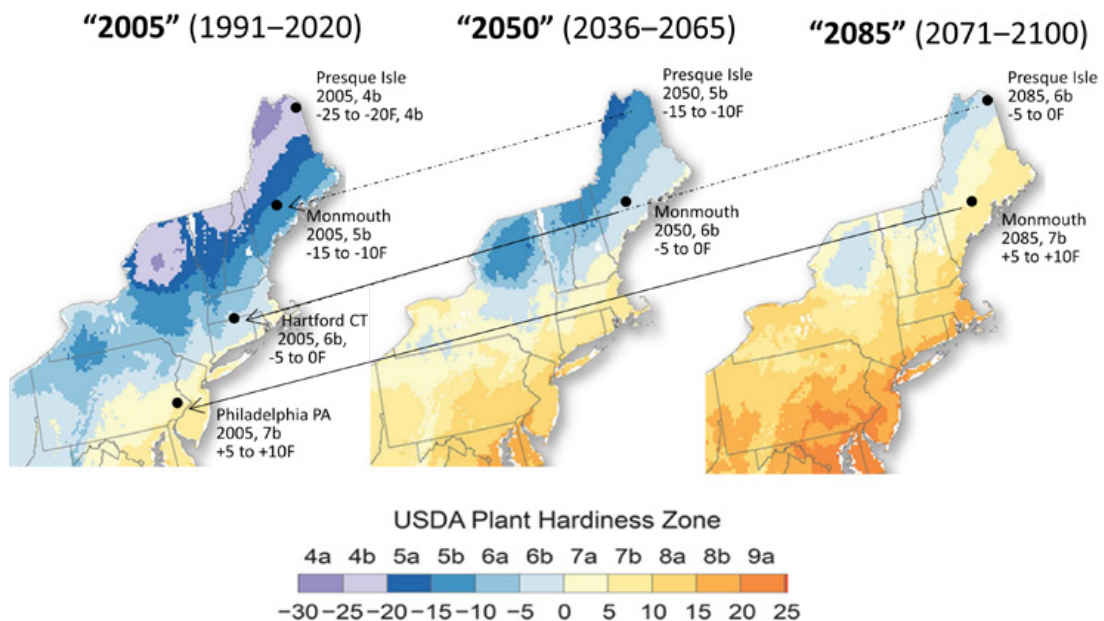 “2005” (1991–2020)
“2050” (2036–2065)
“2085” (2071–2100)
Presque Isle
2005, 4b
-25 to -20F, 4b
Monmouth
2005, 5b
-15 to -10F
Hartford CT
2005, 6b,
-5 to 0F
Philadelphia PA
2005, 7b
+5 to +10F
Presque Isle
2050, 5b
-15 to -10F
Monmouth
2050, 6b
-5 to 0F
Presque Isle
2085, 6b
-5 to 0F
Monmouth
2085, 7b
+5 to +10F
USDA Plant Hardiness Zone
4a 4b 5a 5b 6a 6b 7a 7b 8a 8b 9a
−30 −25 −20 −15 −10 −5 0 5 10 15 20 25